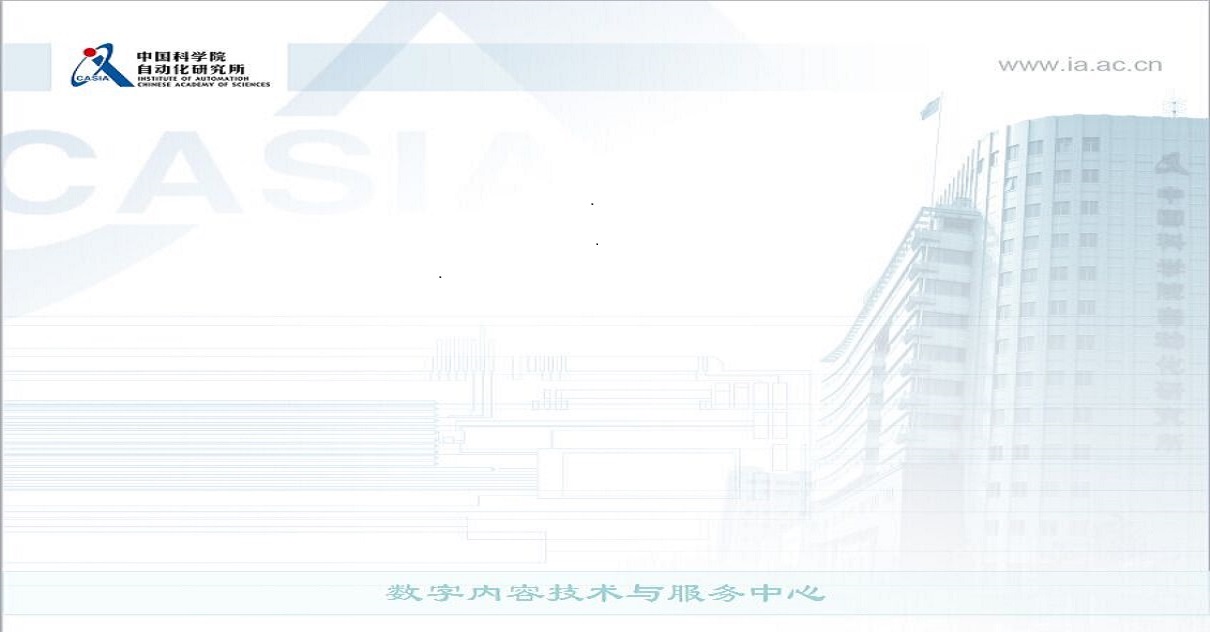 中国科学院
自动化研究所
INSTITUTE OF AUTOMATION
CHINESE ACADEMY OF SCIENCES
CASIA
www.ia.ac.cn
CASIA
中国科学院自动化研究所
数字内容技术与服务中心